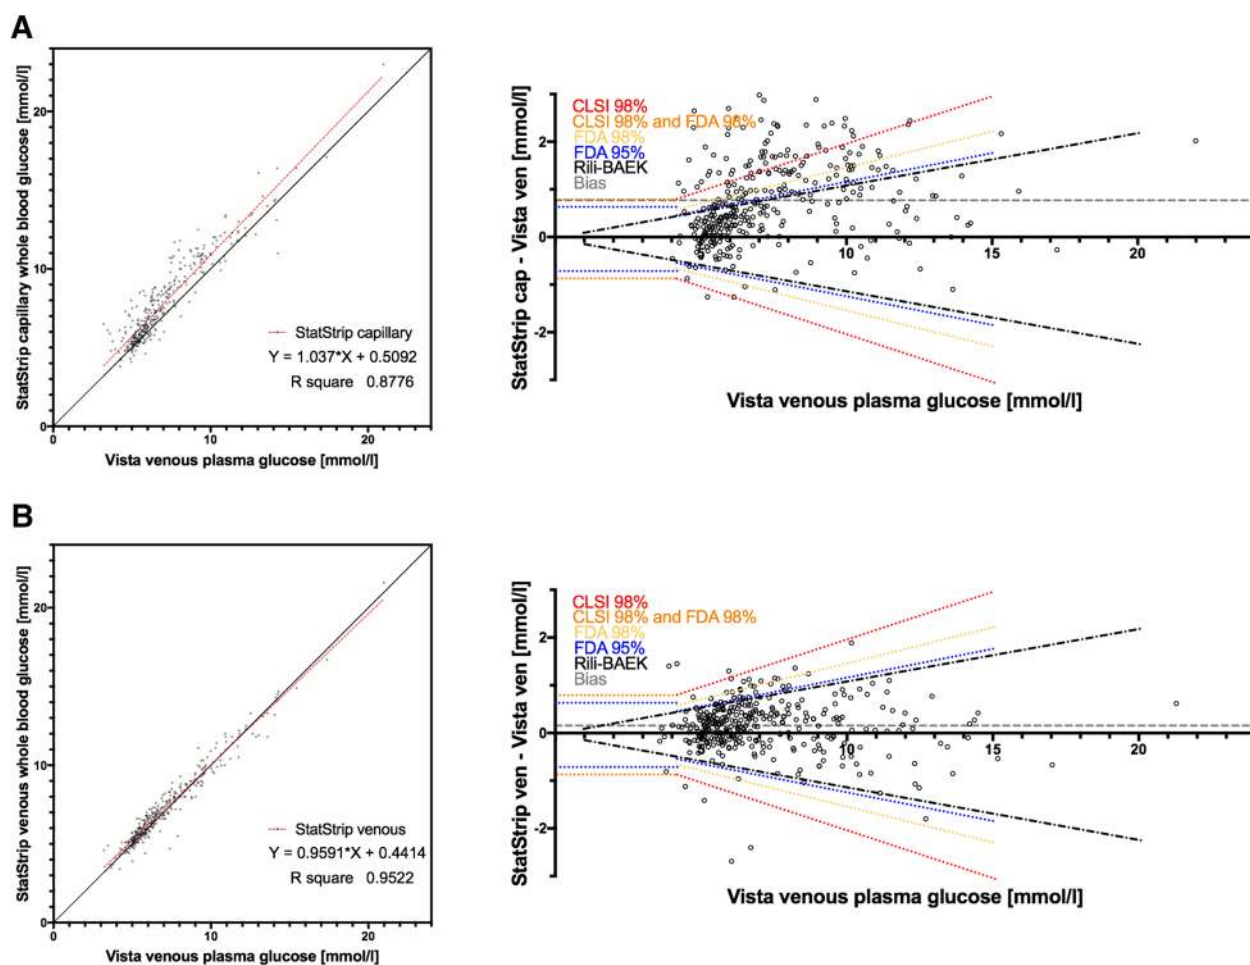 A
StatStrip capillary whole blood glucose [mmol/l]
20
10
0
0
10
20
StatStrip capillary
Y = 1.037*X + 0.5092
R square 0.8776
Vista venous plasma glucose [mmol/l]
StatStrip cap - Vista ven [mmol/l]
2
0
-2
CLSI 98%
CLSI 98% and FDA 98%
FDA 98%
FDA 95%
Rili-BAEK
Bias
10
15
20
Vista venous plasma glucose [mmol/l]
B
StatStrip venous whole blood glucose [mmol/l]
20
10
0
0
10
20
StatStrip venous
Y = 0.9591*X + 0.4414
R square 0.9522
Vista venous plasma glucose [mmol/l]
StatStrip ven - Vista ven [mmol/l]
2
0
-2
CLSI 98%
CLSI 98% and FDA 98%
FDA 98%
FDA 95%
Rili-BAEK
Bias
10
15
20
Vista venous plasma glucose [mmol/l]